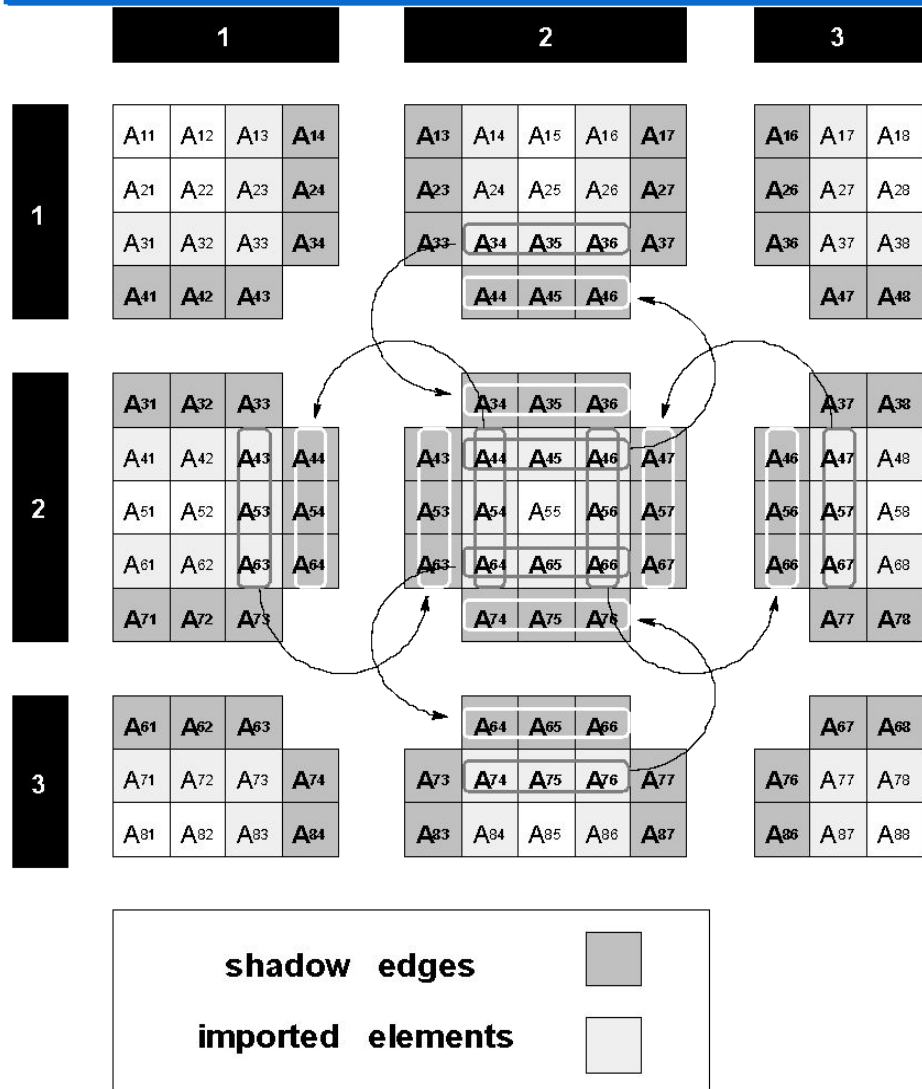 1 2 3
A11 A12 A13 A14 A13 A14 A15 A16 A17 A16 A17 A18
A21 A22 A23 A24 A23 A24 A25 A26 A27 A26 A27 A28
1
A31 A32 A33 A34 A33 A34 A35 A36 A37 A36 A37 A38
A41 A42 A43 A44 A45 A46 A47 A48
A31 A32 A33 A34 A35 A36 A37 A38
A41 A42 A43 A44 A43 A44 A45 A46 A47 A46 A47 A48
2
A51 A52 A53 A54 A53 A54 A55 A56 A57 A56 A57 A58
A61 A62 A63 A64 A63 A64 A65 A66 A67 A66 A67 A68
A71 A72 A73 A74 A75 A76 A77 A78
A61 A62 A63 A64 A65 A66 A67 A68
3
A71 A72 A73 A74 A73 A74 A75 A76 A77 A76 A77 A78
A81 A82 A83 A84 A83 A84 A85 A86 A87 A86 A87 A88
shadow edges
imported elements